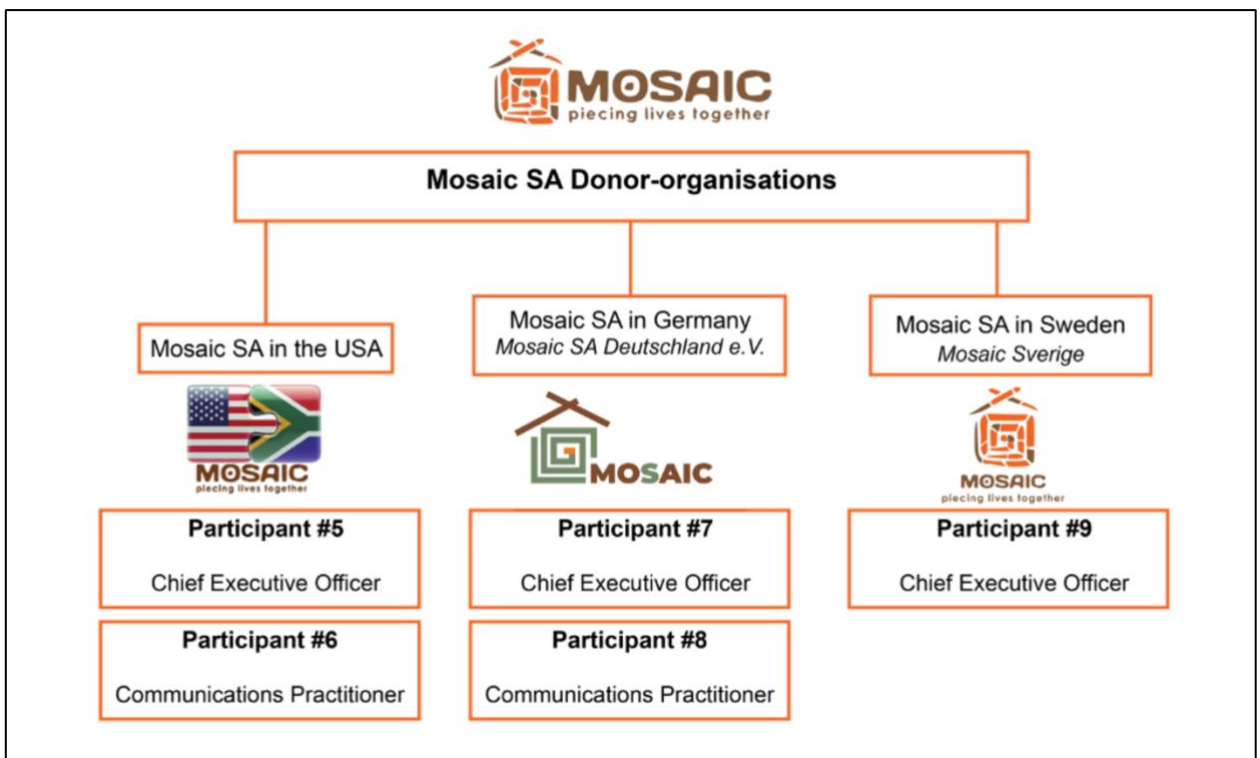 MOSAIC
piecing lives together
Mosaic SA Donor-organisations
Mosaic SA in the USA
MOSAIC
piecing lives together
Participant #5
Chief Executive Officer
Participant #6
Communications Practitioner
Mosaic SA in Germany
Mosaic SA Deutschland e.V.
MOSAIC
Participant #7
Chief Executive Officer
Participant #8
Communications Practitioner
Mosaic SA in Sweden
Mosaic Sverige
MOSAIC
piecing lives together
Participant #9
Chief Executive Officer